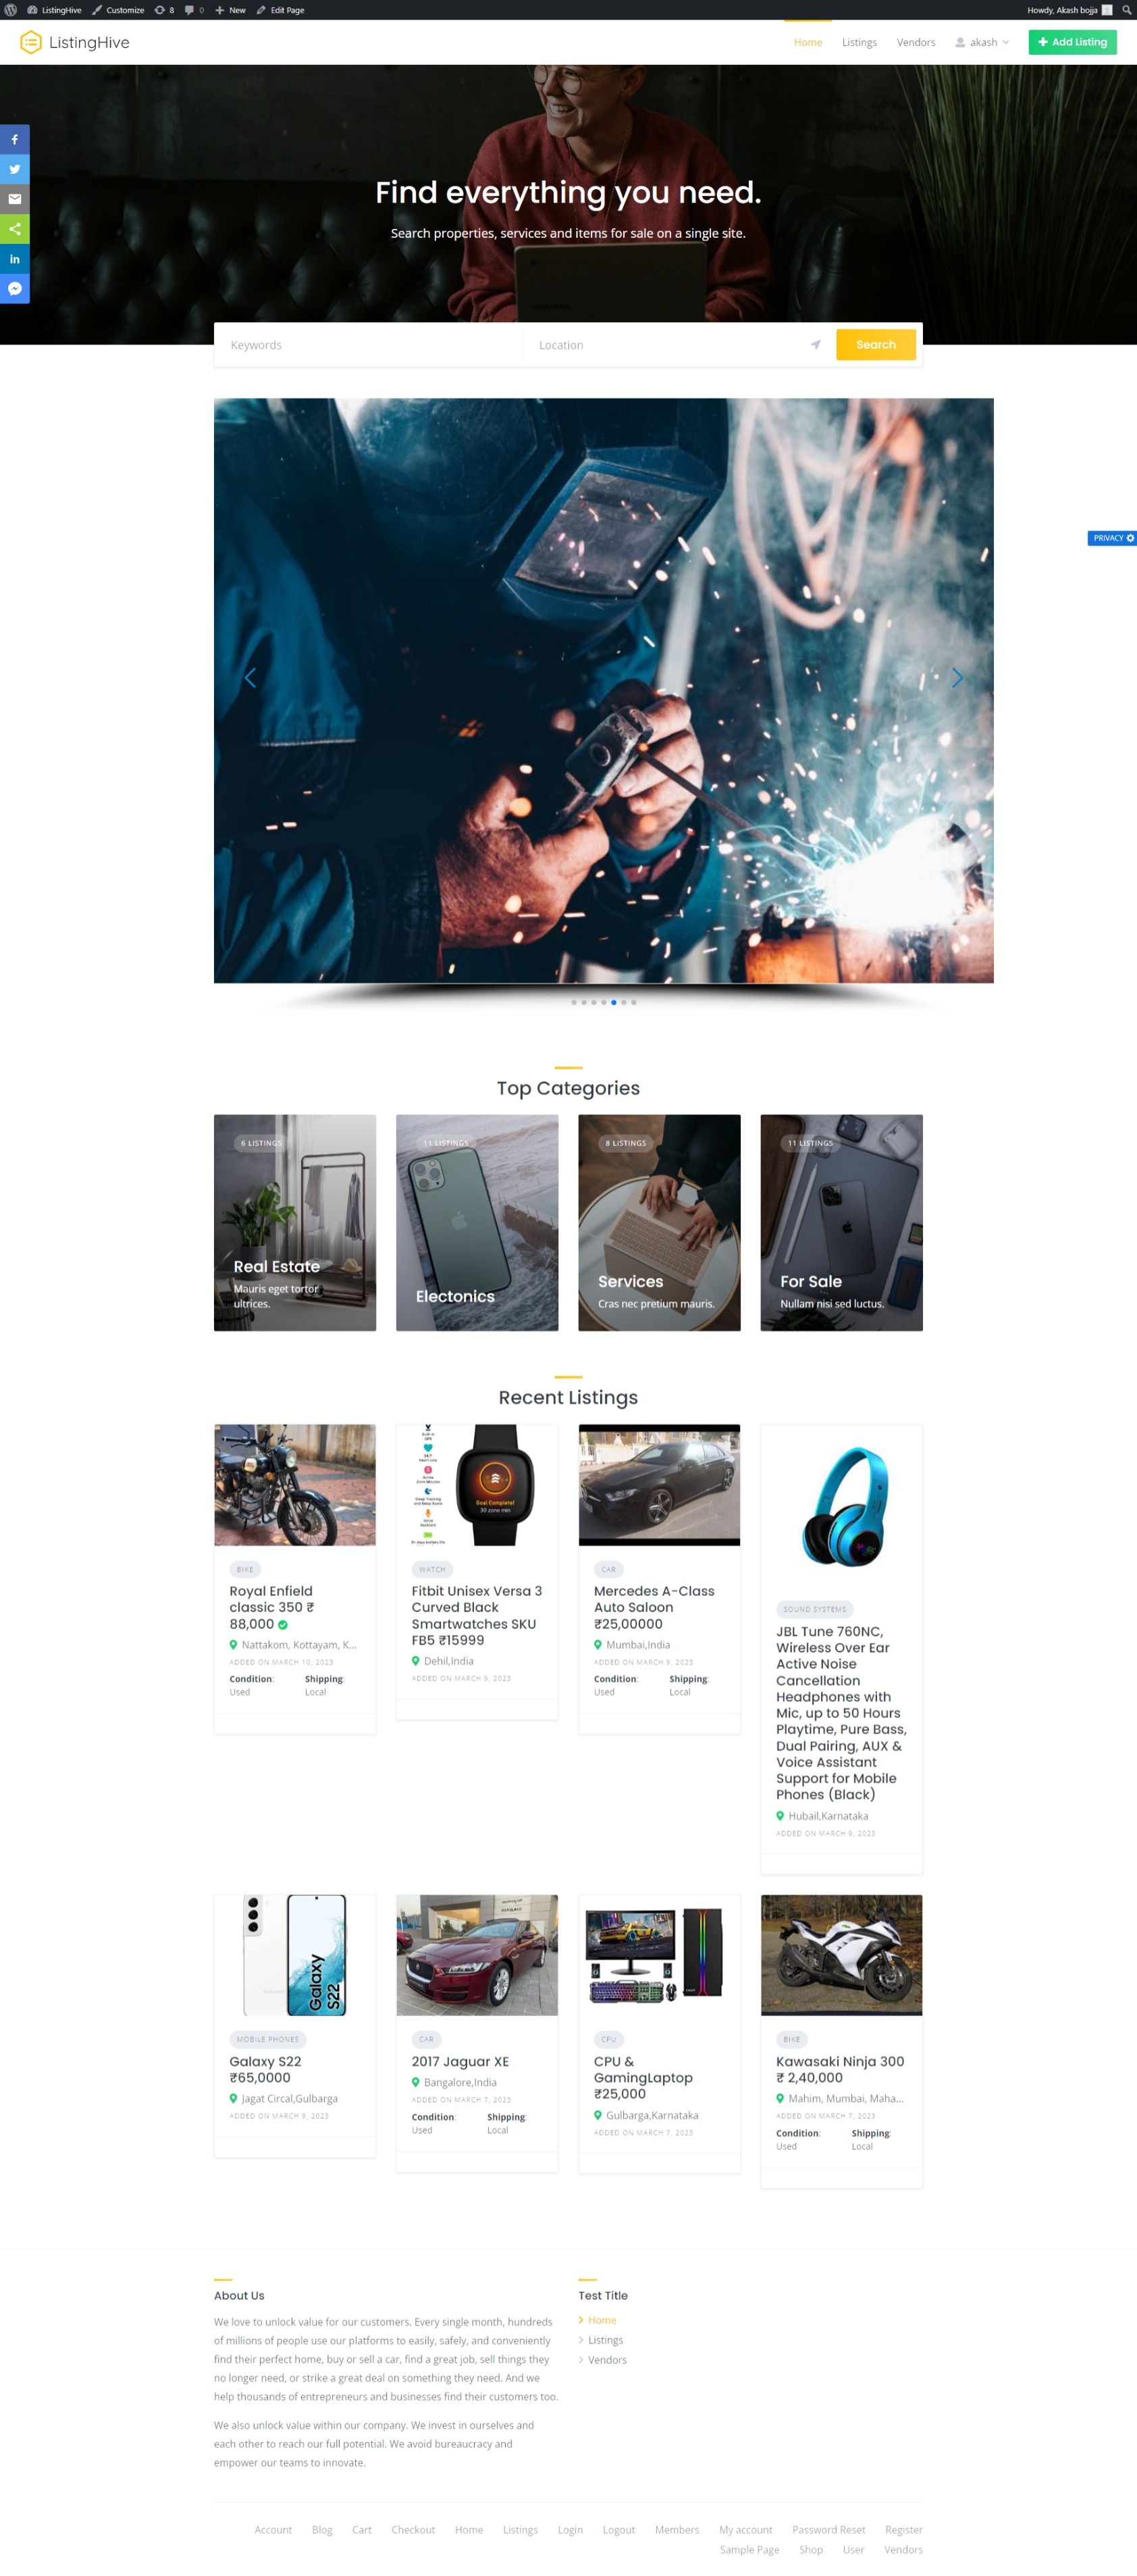 ListingHive
Customize
8
0
New
Edit Page
Howdy, Akash bojja
ListingHive
Home
Listings
Vendors
akash
Add Listing
Find everything you need.
Search properties, services and items for sale on a single site.
Keywords
Location
Search
PRIVACY
Top Categories
6 LISTINGS
Real Estate
Mauris eget tortor
ultrices.
11 LISTINGS
Electonics
8 LISTINGS
Services
Cras nec pretium mauris.
11 LISTINGS
For Sale
Nullam nisi sed luctus.
Recent Listings
BIKE
Royal Enfield
classic 350 ₹
88,000
Nattakom, Kottayam, K...
ADDED ON MARCH 10, 2023
Condition: Shipping:
Used Local
Goal Complete!
30 zone min
WATCH
Fitbit Unisex Versa 3
Curved Black
Smartwatches SKU
FB5 ₹15999
Dehil,India
ADDED ON MARCH 9, 2023
CAR
Mercedes A-Class
Auto Saloon
₹25,00000
Mumbai,India
ADDED ON MARCH 9, 2023
Condition: Shipping:
Used Local
SOUND SYSTEMS
JBL Tune 760NC,
Wireless Over Ear
Active Noise
Cancellation
Headphones with
Mic, up to 50 Hours
Playtime, Pure Bass,
Dual Pairing, AUX &
Voice Assistant
Support for Mobile
Phones (Black)
Hubail,Karnataka
ADDED ON MARCH 9, 2023
Galaxy
S22
MOBILE PHONES
Galaxy S22
₹65,0000
Jagat Circal,Gulbarga
ADDED ON MARCH 9, 2023
CAR
2017 Jaguar XE
Bangalore,India
ADDED ON MARCH 7, 2023
Condition: Shipping:
Used Local
CPU
CPU &
GamingLaptop
₹25,000
Gulbarga,Karnataka
ADDED ON MARCH 7, 2023
BIKE
Kawasaki Ninja 300
₹ 2,40,000
Mahim, Mumbai, Maha...
ADDED ON MARCH 7, 2023
Condition: Shipping:
Used Local
About Us
We love to unlock value for our customers. Every single month, hundreds
of millions of people use our platforms to easily, safely, and conveniently
find their perfect home, buy or sell a car, find a great job, sell things they
no longer need, or strike a great deal on something they need. And we
help thousands of entrepreneurs and businesses find their customers too.
We also unlock value within our company. We invest in ourselves and
each other to reach our full potential. We avoid bureaucracy and
empower our teams to innovate.
Test Title
Home
Listings
Vendors
Account Blog Cart Checkout Home Listings Login Logout Members My account Password Reset Register
Sample Page Shop User Vendors